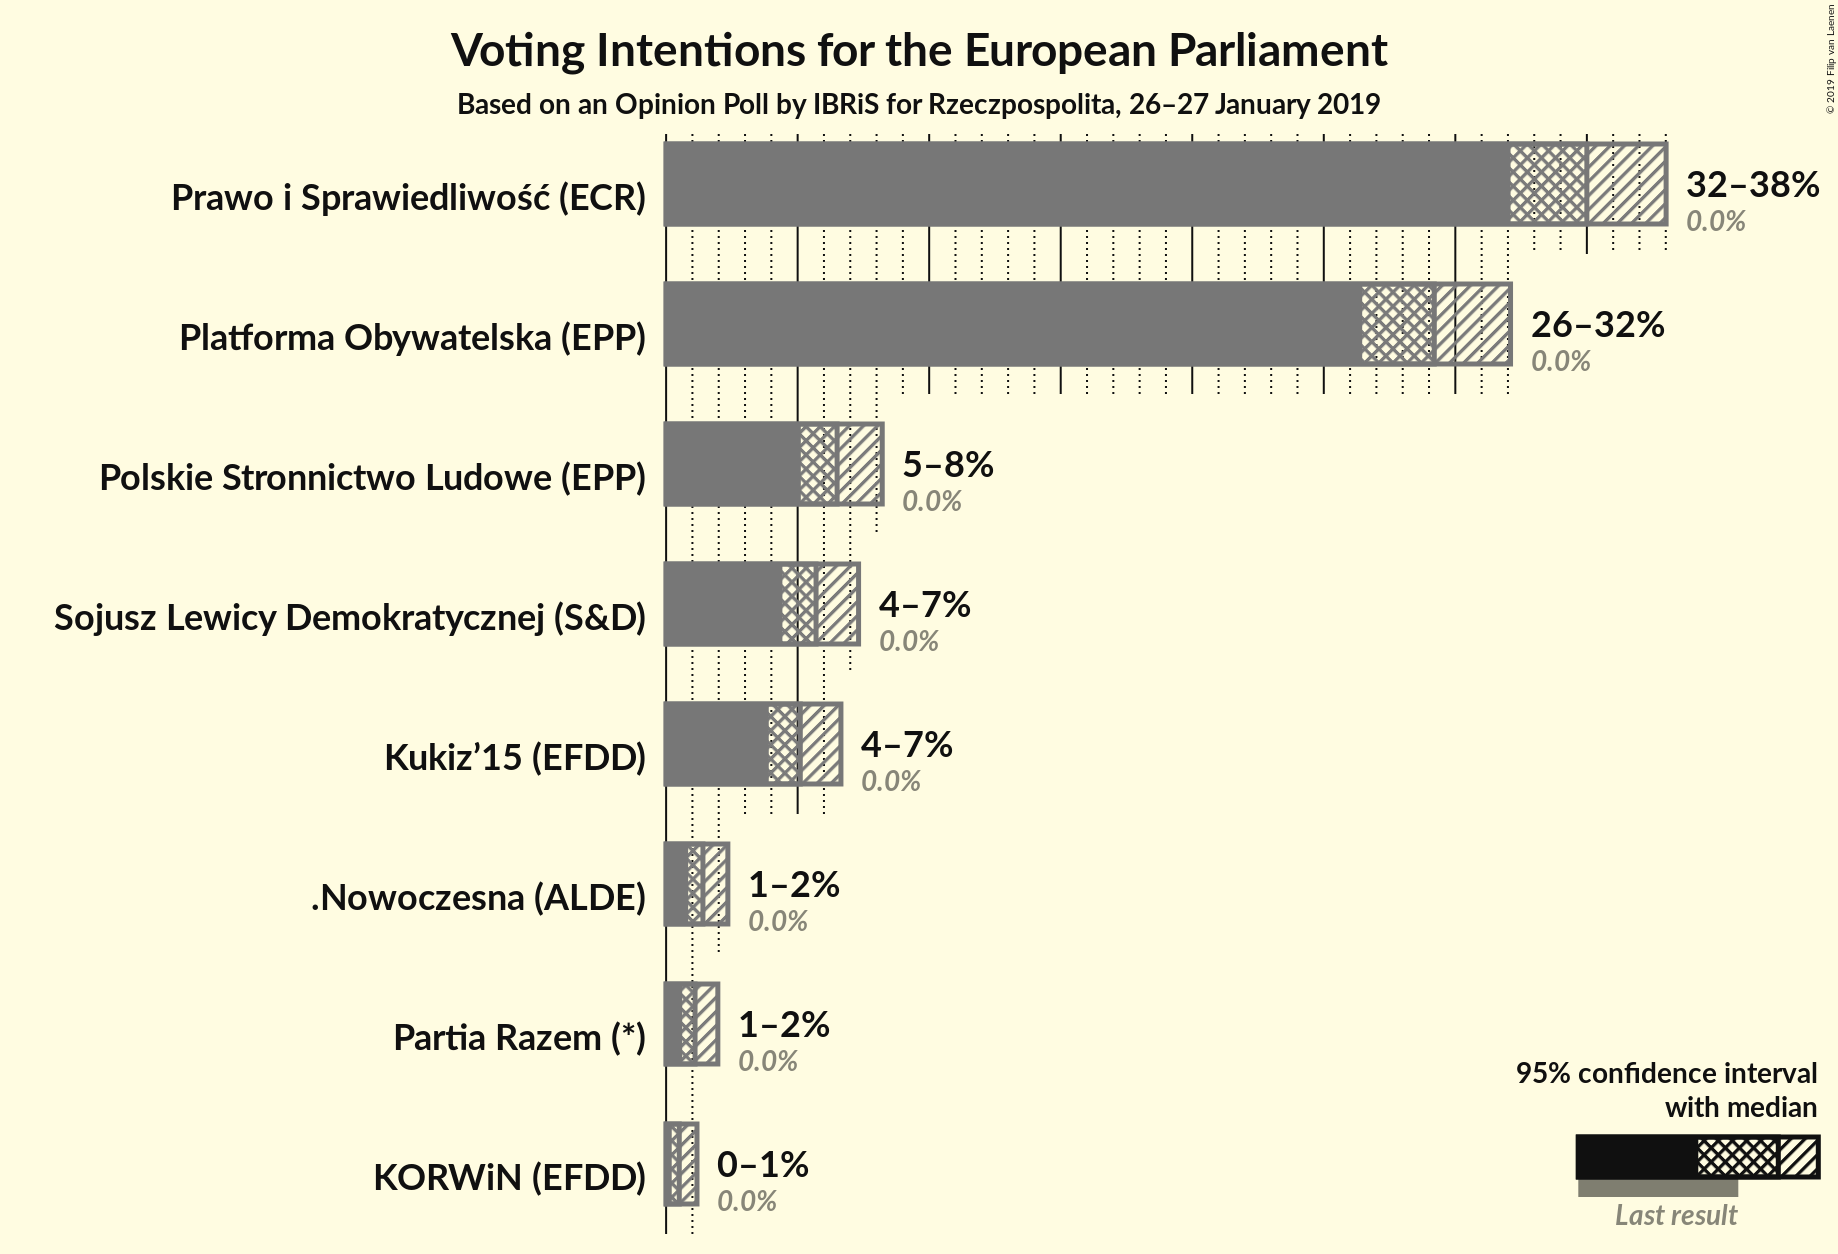 Voting Intentions for the European Parliament
Based on an Opinion Poll by IBRiS for Rzeczpospolita, 26–27 January 2019
© 2019 Filip van Laenen
Prawo i Sprawiedliwość (ECR)
32–38%
0.0%
Platforma Obywatelska (EPP)
26–32%
0.0%
Polskie Stronnictwo Ludowe (EPP)
5–8%
0.0%
Sojusz Lewicy Demokratycznej (S&D)
4–7%
0.0%
Kukiz’15 (EFDD)
4–7%
0.0%
.Nowoczesna (ALDE)
1–2%
0.0%
Partia Razem (*)
1–2%
0.0%
KORWiN (EFDD)
0–1%
0.0%
95% confidence interval
with median
Last result